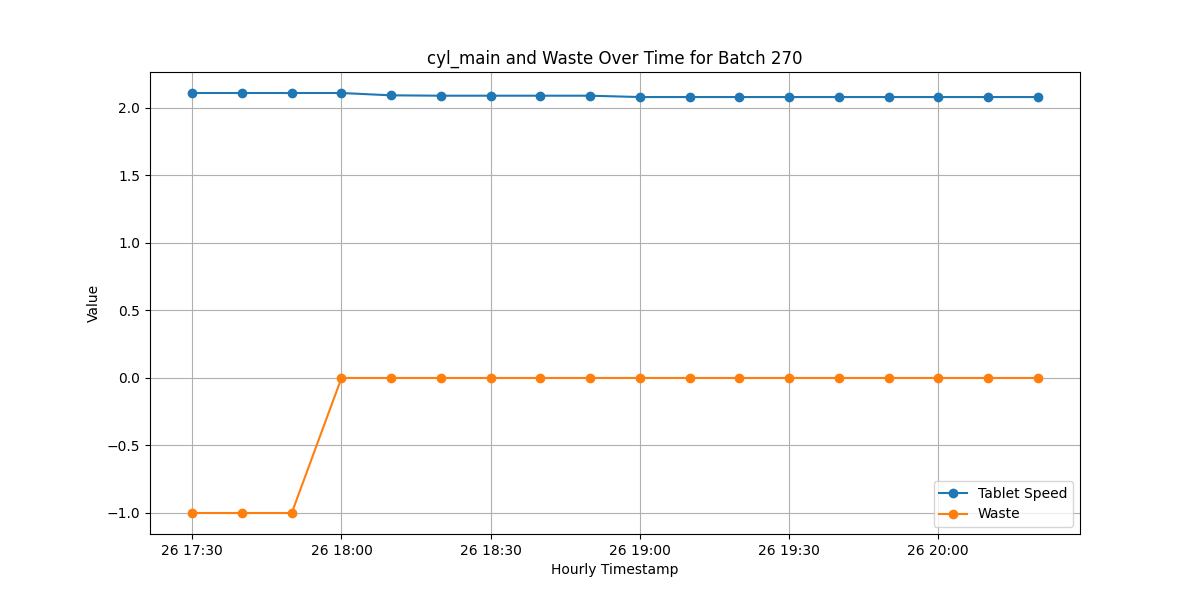 cyl_main and Waste Over Time for Batch 270
Value
2.0
1.5
1.0
0.5
0.0
−0.5
−1.0
Tablet Speed
Waste
26 17:30 26 18:00 26 18:30 26 19:00 26 19:30 26 20:00
Hourly Timestamp